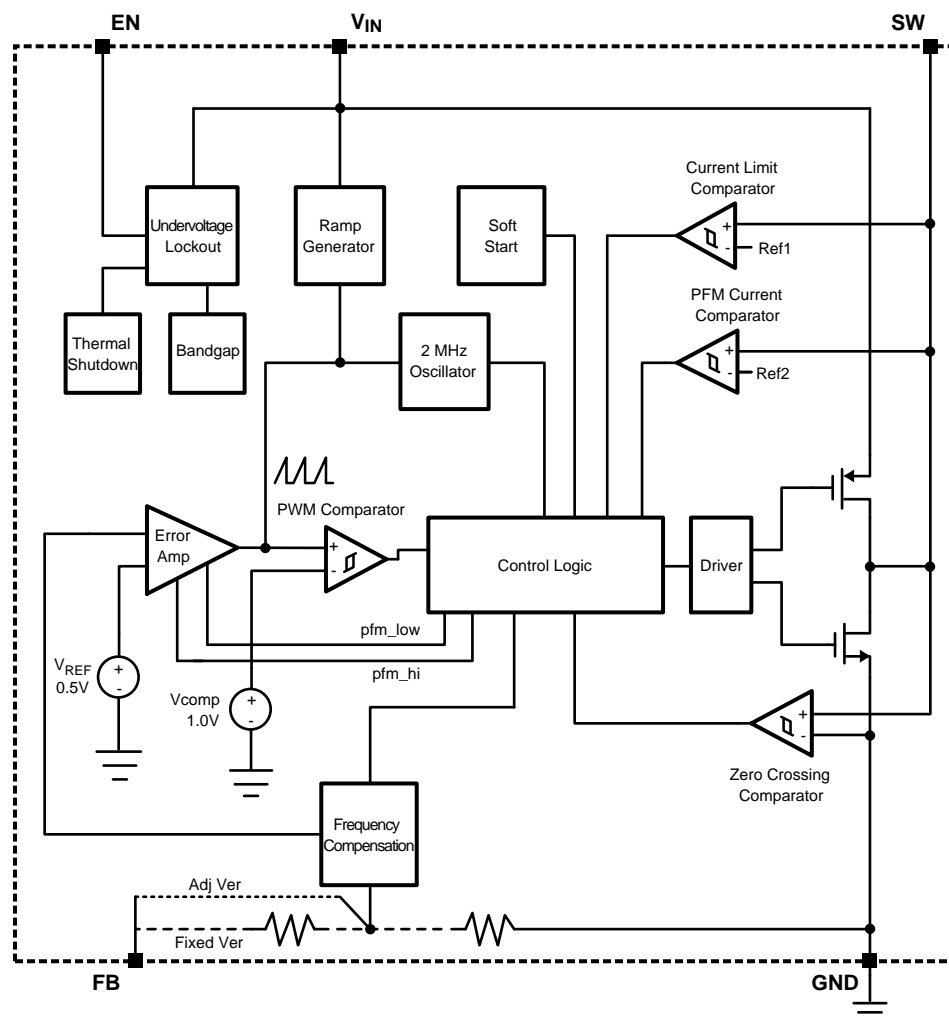 EN
VIN
SW
Undervoltage
Lockout
Ramp
Generator
Soft
Start
Current Limit
Comparator
+
-
Ref1
PFM Current
Comparator
+
-
Ref2
Thermal
Shutdown
Bandgap
2 MHz
Oscillator
PWM Comparator
Error
Amp
+
-
Control Logic
Driver
pfm_low
pfm_hi
VREF
0.5V
+
-
Vcomp
1.0V
+
-
+
-
Zero Crossing
Comparator
Frequency
Compensation
Adj Ver
Fixed Ver
FB
GND